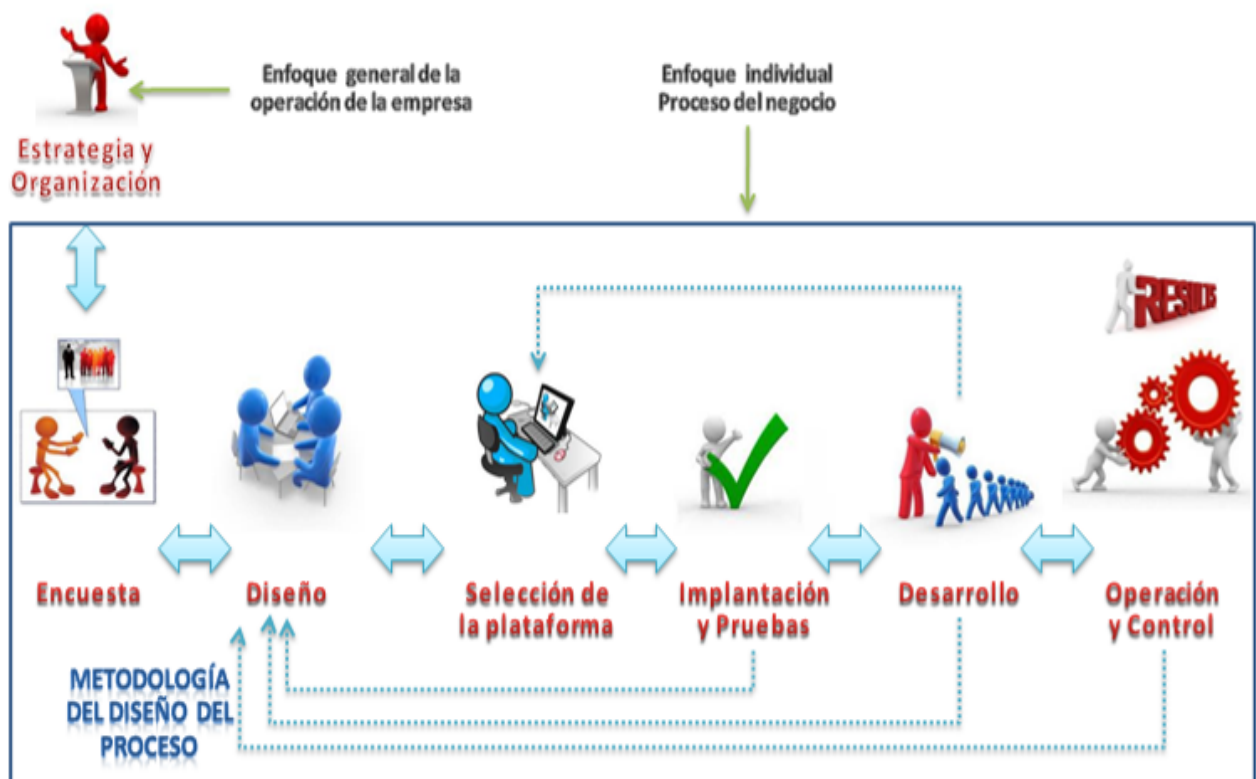 Enfoque general de la
operación de la empresa
Enfoque individual
Proceso del negocio
Estrategia y
Organización
RESULTS
Encuesta
Diseño
Selección de
la plataforma
Implantación
y Pruebas
Desarrollo
Operación
y Control
METODOLOGÍA
DEL DISEÑO DEL
PROCESO